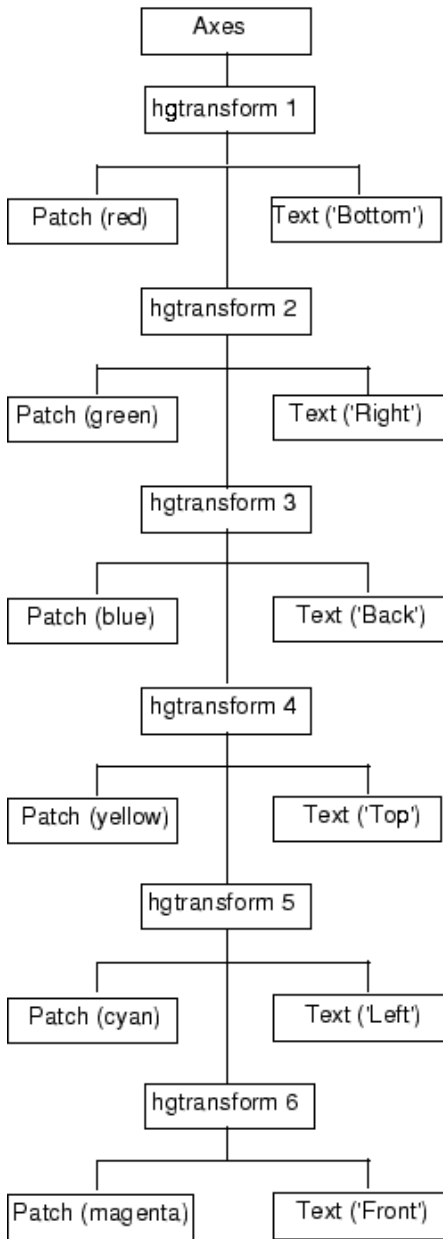 Axes
hgtransform 1
Patch (red)
Text ('Bottom')
hgtransform 2
Patch (green)
Text ('Right')
hgtransform 3
Patch (blue)
Text ('Back')
hgtransform 4
Patch (yellow)
Text ('Top')
hgtransform 5
Patch (cyan)
Text ('Left')
hgtransform 6
Patch (magenta)
Text ('Front')